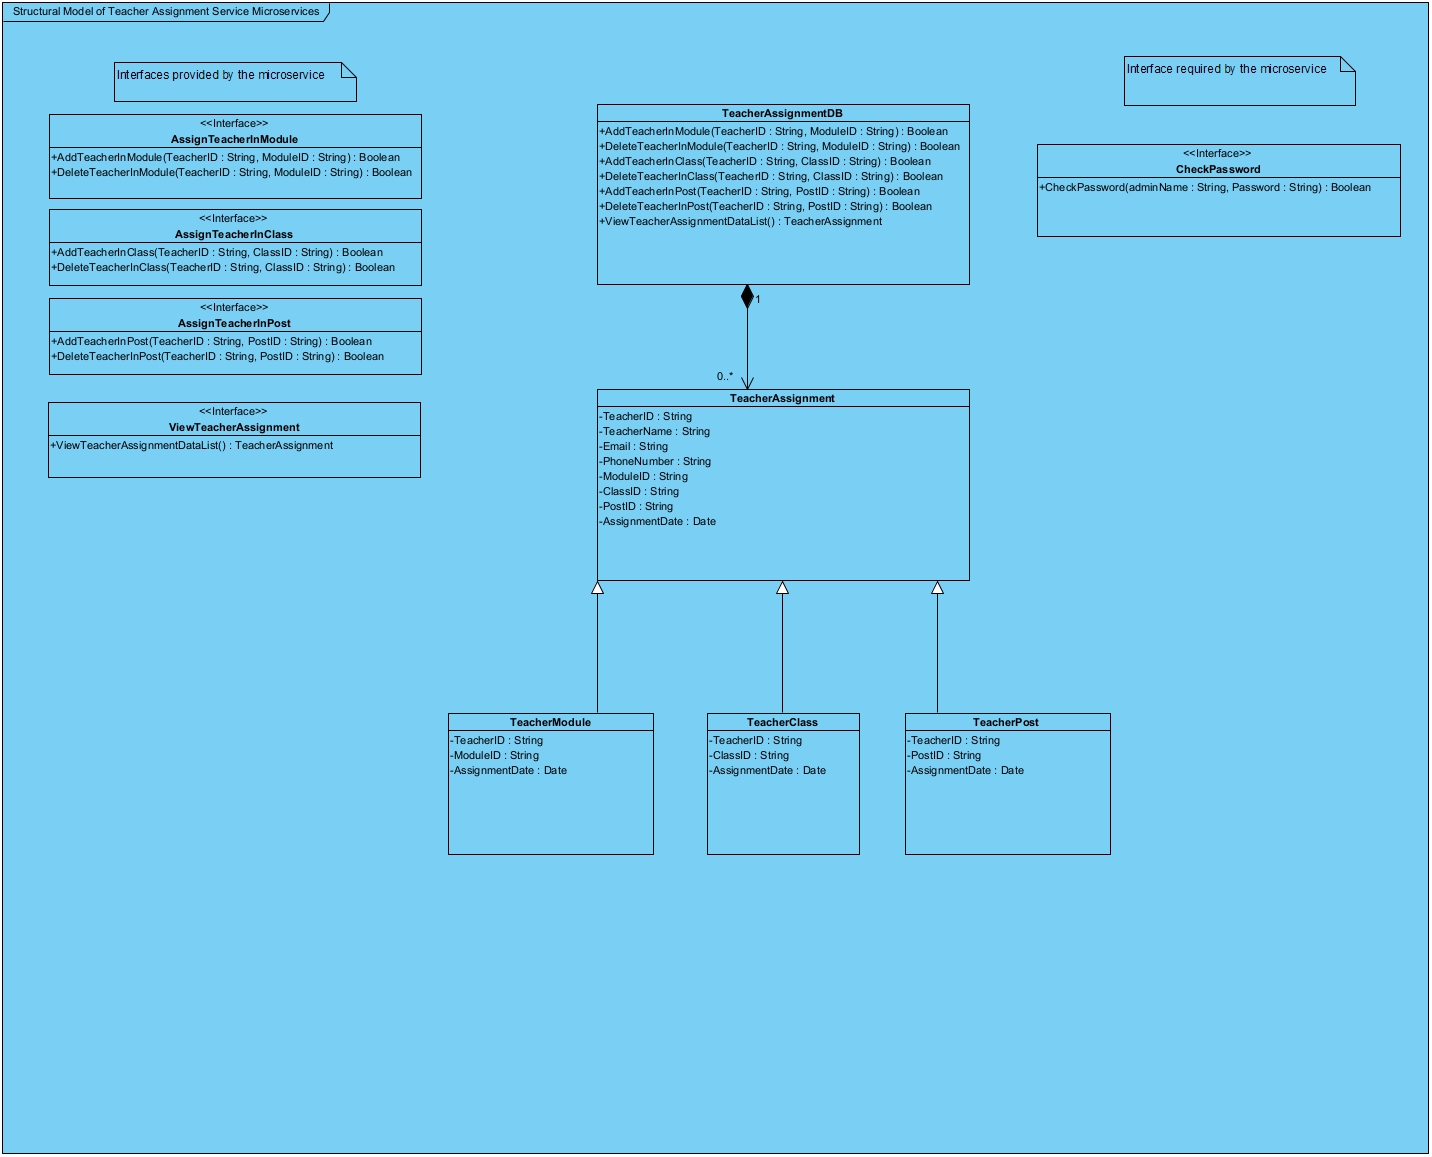 Structural Model of Teacher Assignment Service Microservices
Interfaces provided by the microservice
<<Interface>>
AssignTeacherInModule
+AddTeacherInModule(TeacherID : String, ModuleID : String) : Boolean
+DeleteTeacherInModule(TeacherID : String, ModuleID : String) : Boolean
<<Interface>>
AssignTeacherInClass
+AddTeacherInClass(TeacherID : String, ClassID : String) : Boolean
+DeleteTeacherInClass(TeacherID : String, ClassID : String) : Boolean
<<Interface>>
AssignTeacherInPost
+AddTeacherInPost(TeacherID : String, PostID : String) : Boolean
+DeleteTeacherInPost(TeacherID : String, PostID : String) : Boolean
<<Interface>>
ViewTeacherAssignment
+ViewTeacherAssignmentDataList() : TeacherAssignment
TeacherAssignmentDB
+AddTeacherInModule(TeacherID : String, ModuleID : String) : Boolean
+DeleteTeacherInModule(TeacherID : String, ModuleID : String) : Boolean
+AddTeacherInClass(TeacherID : String, ClassID : String) : Boolean
+DeleteTeacherInClass(TeacherID : String, ClassID : String) : Boolean
+AddTeacherInPost(TeacherID : String, PostID : String) : Boolean
+DeleteTeacherInPost(TeacherID : String, PostID : String) : Boolean
+ViewTeacherAssignmentDataList() : TeacherAssignment
1
0..*
TeacherAssignment
-TeacherID : String
-TeacherName : String
-Email : String
-PhoneNumber : String
-ModuleID : String
-ClassID : String
-PostID : String
-AssignmentDate : Date
Interface required by the microservice
<<Interface>>
CheckPassword
+CheckPassword(adminName : String, Password : String) : Boolean
TeacherModule
-TeacherID : String
-ModuleID : String
-AssignmentDate : Date
TeacherClass
-TeacherID : String
-ClassID : String
-AssignmentDate : Date
TeacherPost
-TeacherID : String
-PostID : String
-AssignmentDate : Date